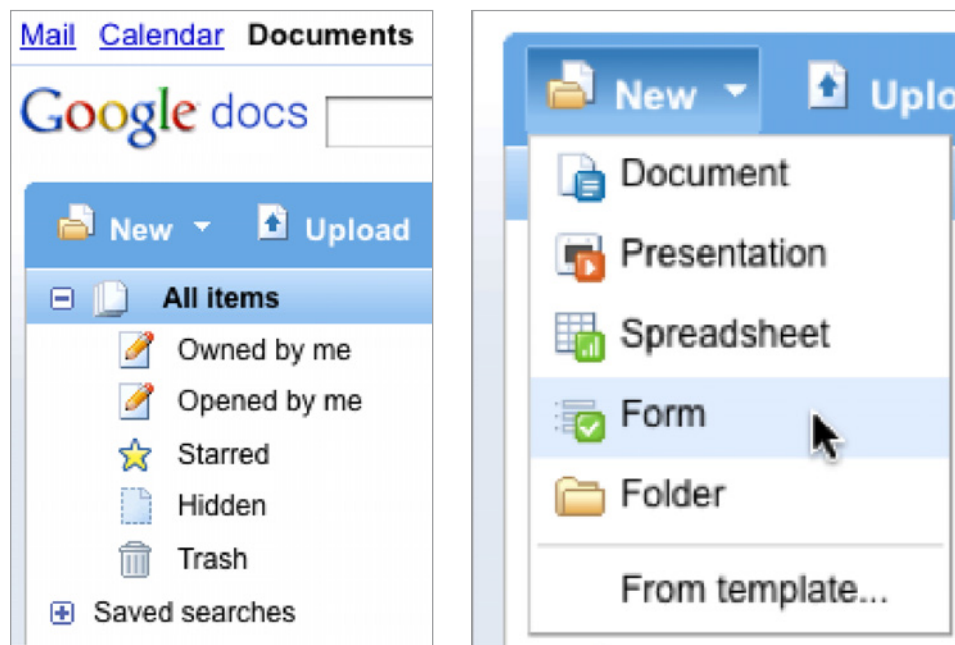 Mail Calendar Documents
Google docs
New Upload
All items
Owned by me
Opened by me
Starred
Hidden
Trash
Saved searches
New Uplo
Document
Presentation
Spreadsheet
Form
Folder
From template...